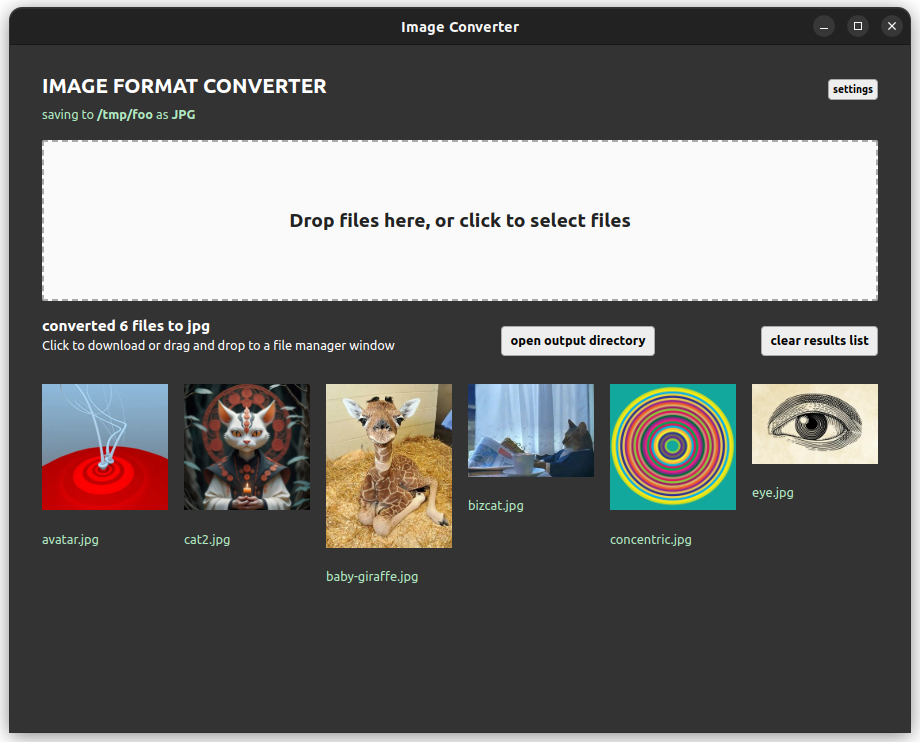 Image Converter
IMAGE FORMAT CONVERTER
settings
saving to /tmp/foo as JPG
Drop files here, or click to select files
converted 6 files to jpg
Click to download or drag and drop to a file manager window
open output directory
clear results list
avatar.jpg
cat2.jpg
baby-giraffe.jpg
bizcat.jpg
concentric.jpg
eye.jpg